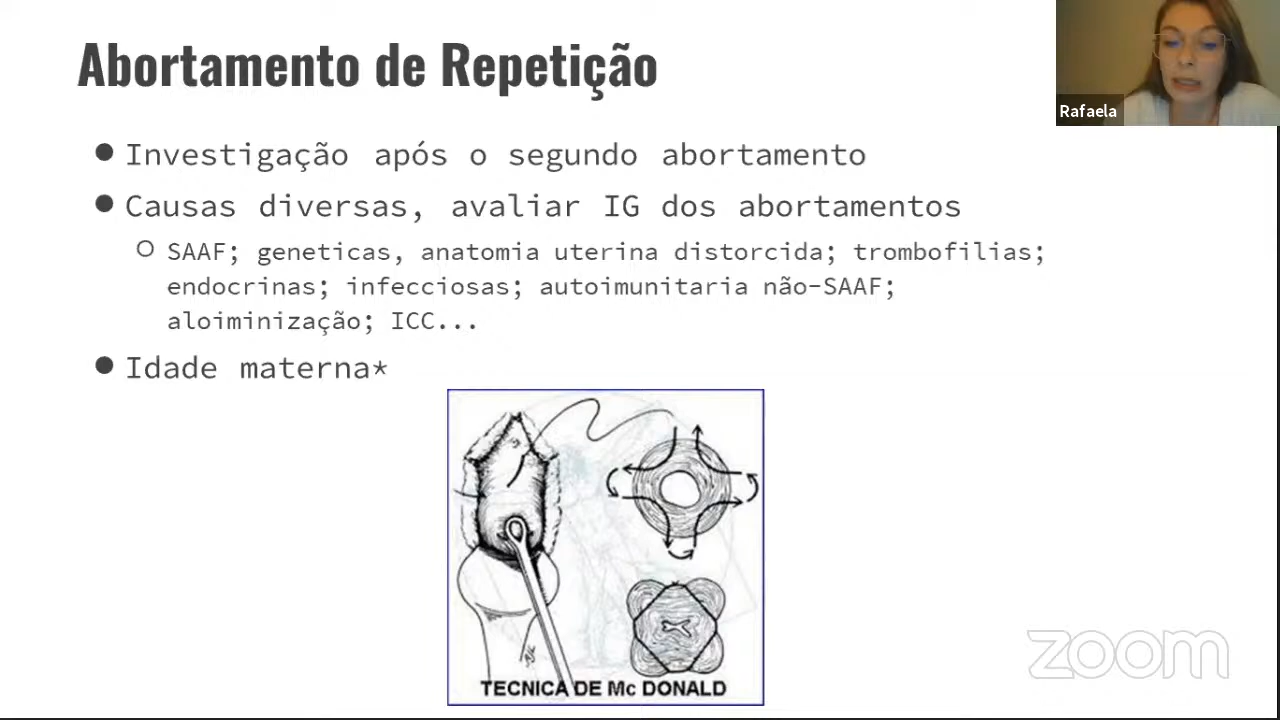 Abortamento de Repetição
Rafaela
● Investigação após o segundo abortamento
● Causas diversas, avaliar IG dos abortamentos
○ SAAF; geneticas, anatomia uterina distorcida; trombofilias;
endocrinas; infecciosas; autoimunitaria não-SAAF;
aloiminização; ICC...
● Idade materna*
TECNICA DE Mc DONALD
zoom